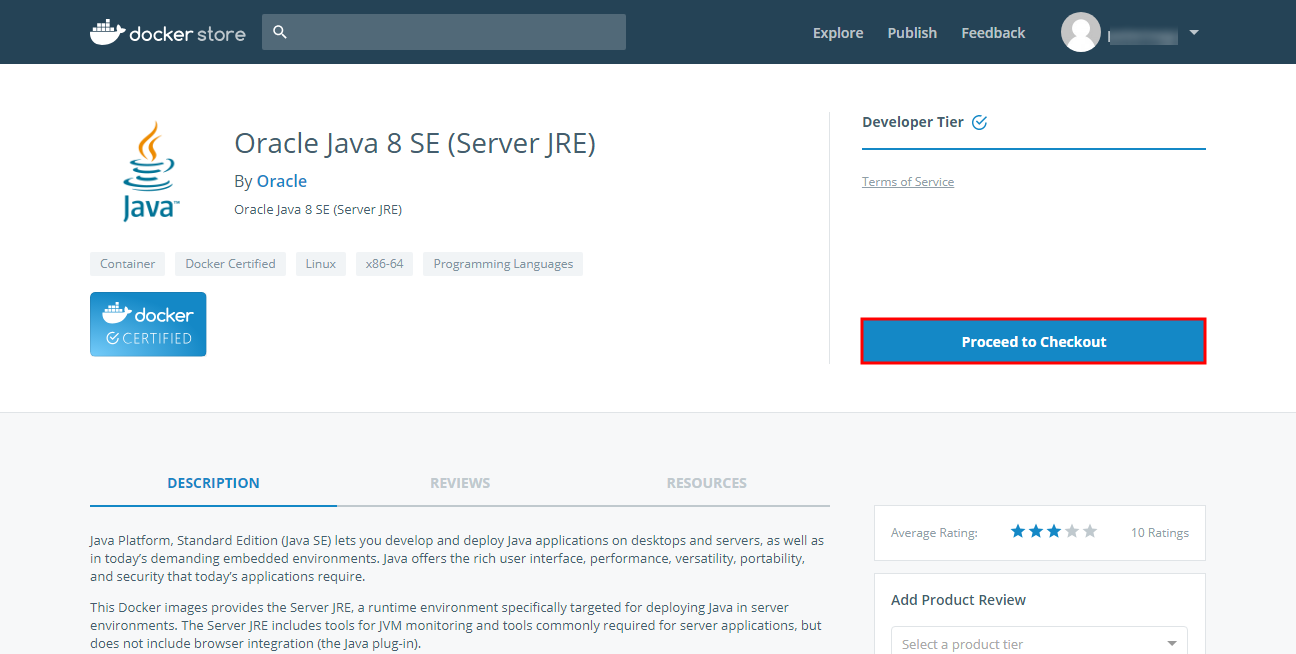 docker store
Explore Publish Feedback
Java™
Oracle Java 8 SE (Server JRE)
By Oracle
Oracle Java 8 SE (Server JRE)
Container Docker Certified Linux x86-64 Programming Languages
docker
CERTIFIED
Developer Tier
Terms of Service
Proceed to Checkout
DESCRIPTION REVIEWS RESOURCES
Java Platform, Standard Edition (Java SE) lets you develop and deploy Java applications on desktops and servers, as well as
in today's demanding embedded environments. Java offers the rich user interface, performance, versatility, portability,
and security that today's applications require.
This Docker images provides the Server JRE, a runtime environment specifically targeted for deploying Java in server
environments. The Server JRE includes tools for JVM monitoring and tools commonly required for server applications, but
does not include browser integration (the Java plug-in).
Average Rating: 10 Ratings
Add Product Review
Select a product tier